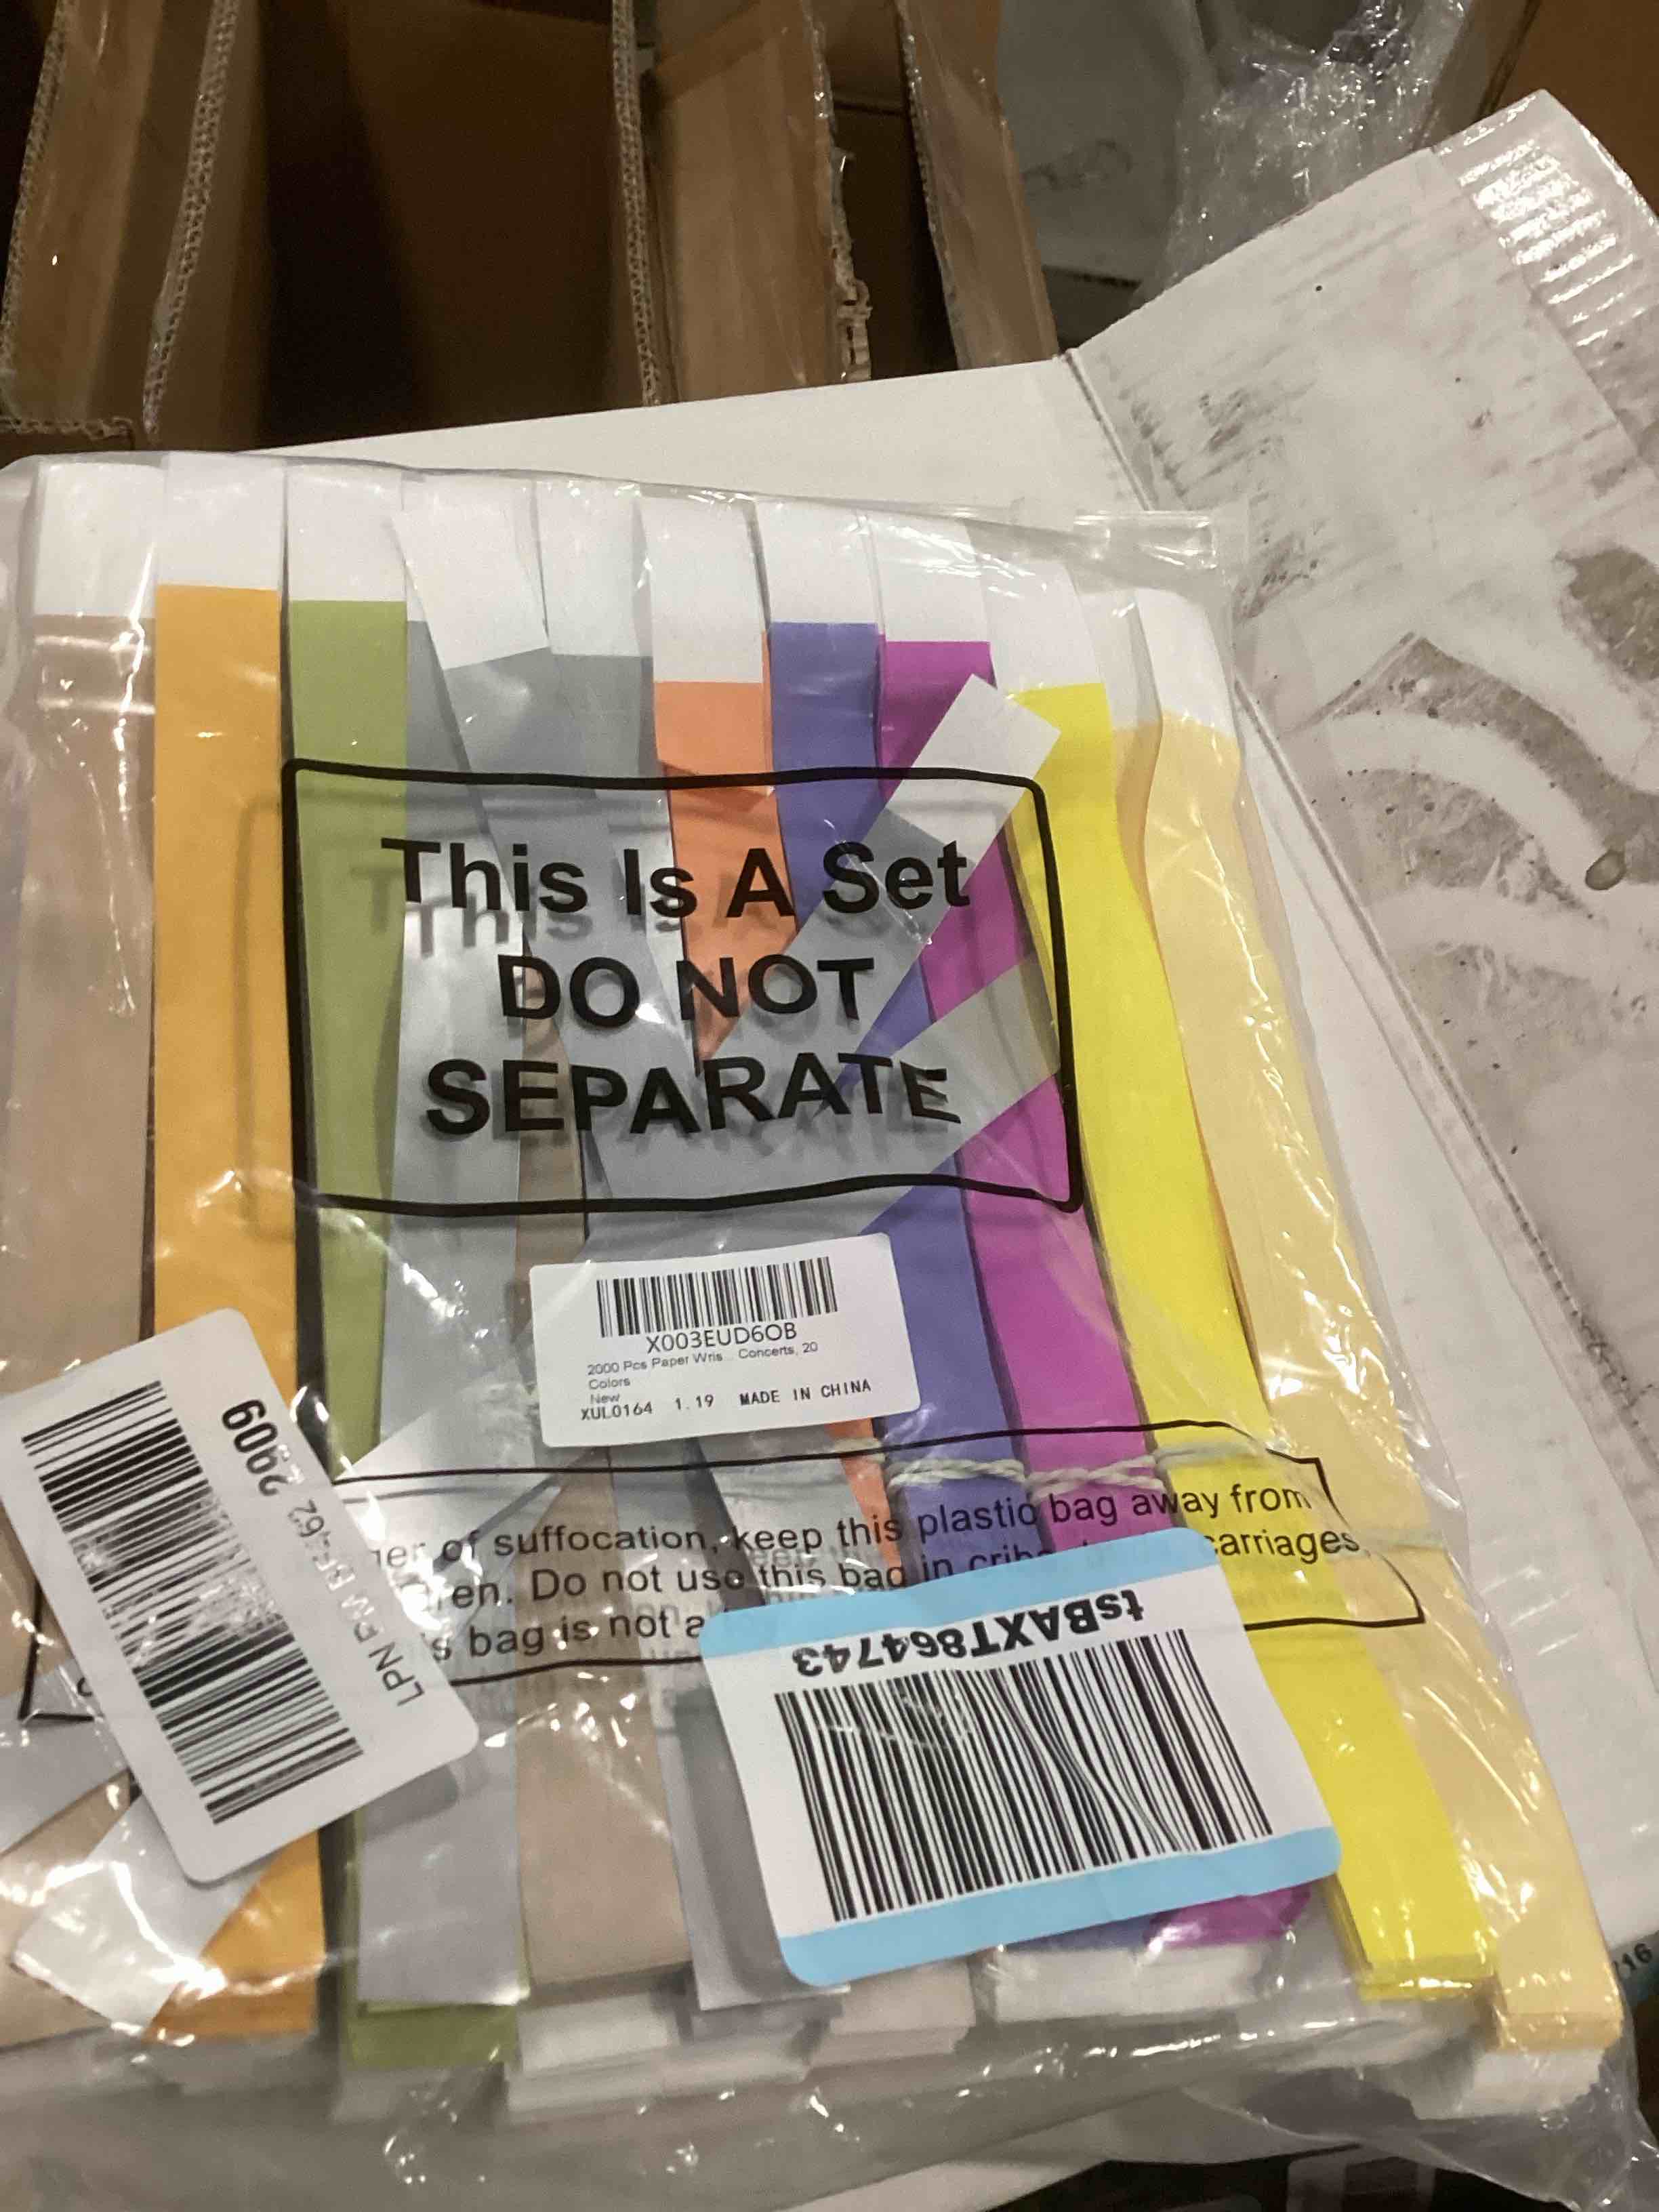 This Is A Set
DO NOT
SEPARATE
X003EUD6OB
2000 Pcs Paper Wris... Concerts, 20
Colors
New
XUL0164 1.19 MADE IN CHINA
of suffocation, keep this plastic bag away from
Do not use this bag in carriages
bag is not a
LPN 609
tsBAXT864743